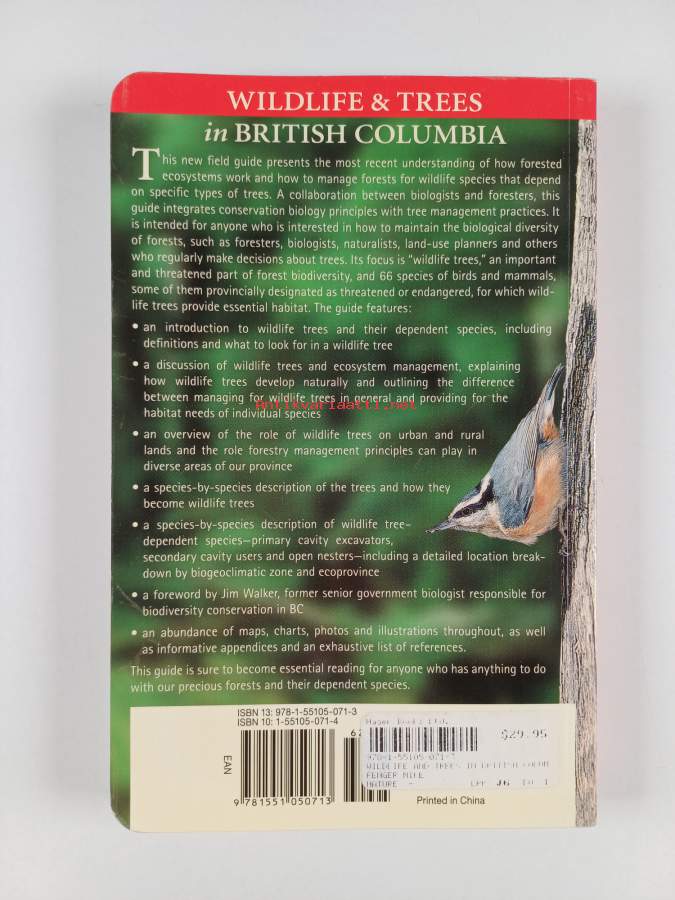 WILDLIFE & TREES
in BRITISH COLUMBIA
This new field guide presents the most recent understanding of how forested
ecosystems work and how to manage forests for wildlife species that depend
on specific types of trees. A collaboration between biologists and foresters, this
guide integrates conservation biology principles with tree management practices. It
is intended for anyone who is interested in how to maintain the biological diversity
of forests, such as foresters, biologists, naturalists, land-use planners and others
who regularly make decisions about trees. Its focus is "wildlife trees," an important
and threatened part of forest biodiversity, and 66 species of birds and mammals,
some of them provincially designated as threatened or endangered, for which wild-
life trees provide essential habitat. The guide features:
• an introduction to wildlife trees and their dependent species, including
definitions and what to look for in a wildlife tree
• a discussion of wildlife trees and ecosystem management, explaining
how wildlife trees develop naturally and outlining the difference
between managing for wildlife trees in general and providing for the
Antikvariaatti.net
habitat needs of individual species
• an overview of the role of wildlife trees on urban and rural
lands and the role forestry management principles can play in
diverse areas of our province
• a species-by-species description of the trees and how they
become wildlife trees
• a species-by-species description of wildlife tree-
dependent species—primary cavity excavators,
secondary cavity users and open nesters—including a detailed location break-
down by biogeoclimatic zone and ecoprovince
• a foreword by Jim Walker, former senior government biologist responsible for
biodiversity conservation in BC
• an abundance of maps, charts, photos and illustrations throughout, as well
as informative appendices and an exhaustive list of references.
This guide is sure to become essential reading for anyone who has anything to do
with our precious forests and their dependent species.
ISBN 13: 978-1-55105-071-3
ISBN 10: 1-55105-071-4
EAN
9 781551 050713
6
$29.95
978-1-55105-071-
WILDLIFE AND TREES IN BRITISH COLUM
FENGER MIKE
NATURE -
Printed in China